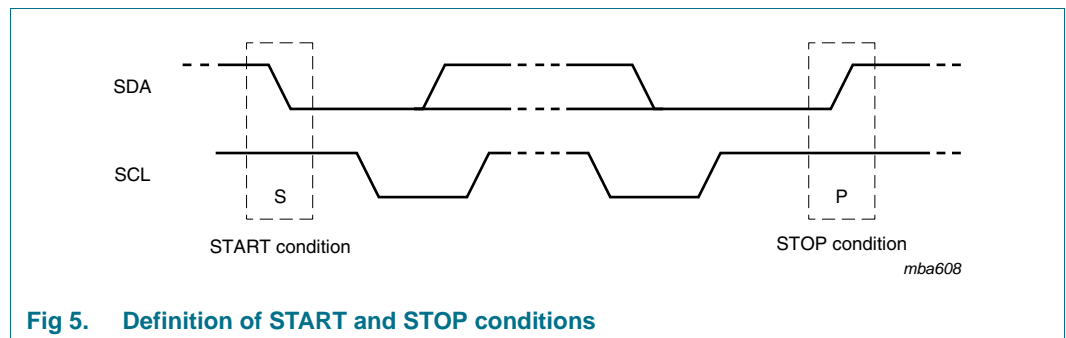 SDA
SCL
S
P
START condition
STOP condition
mba608
Fig 5. Definition of START and STOP conditions